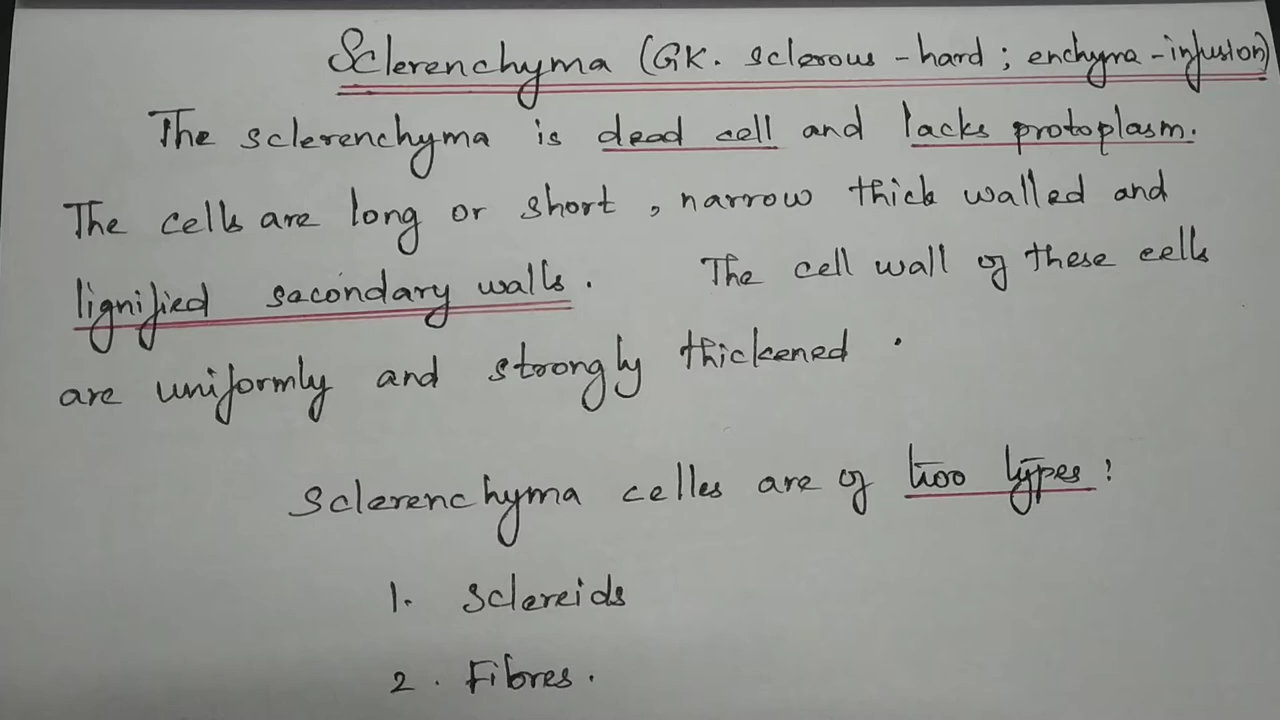 Sclerenchyma (GK. sclerous - hard ; enchyma - infusion)
The sclerenchyma is dead cell and lacks protoplasm.
The cells are long or short , narrow thick walled and
lignified sacondary walls . The cell wall of these cells
are uniformly and strongly thickened .
Sclerenchyma celles are of two types :
1. Sclereids
2 . Fibres .